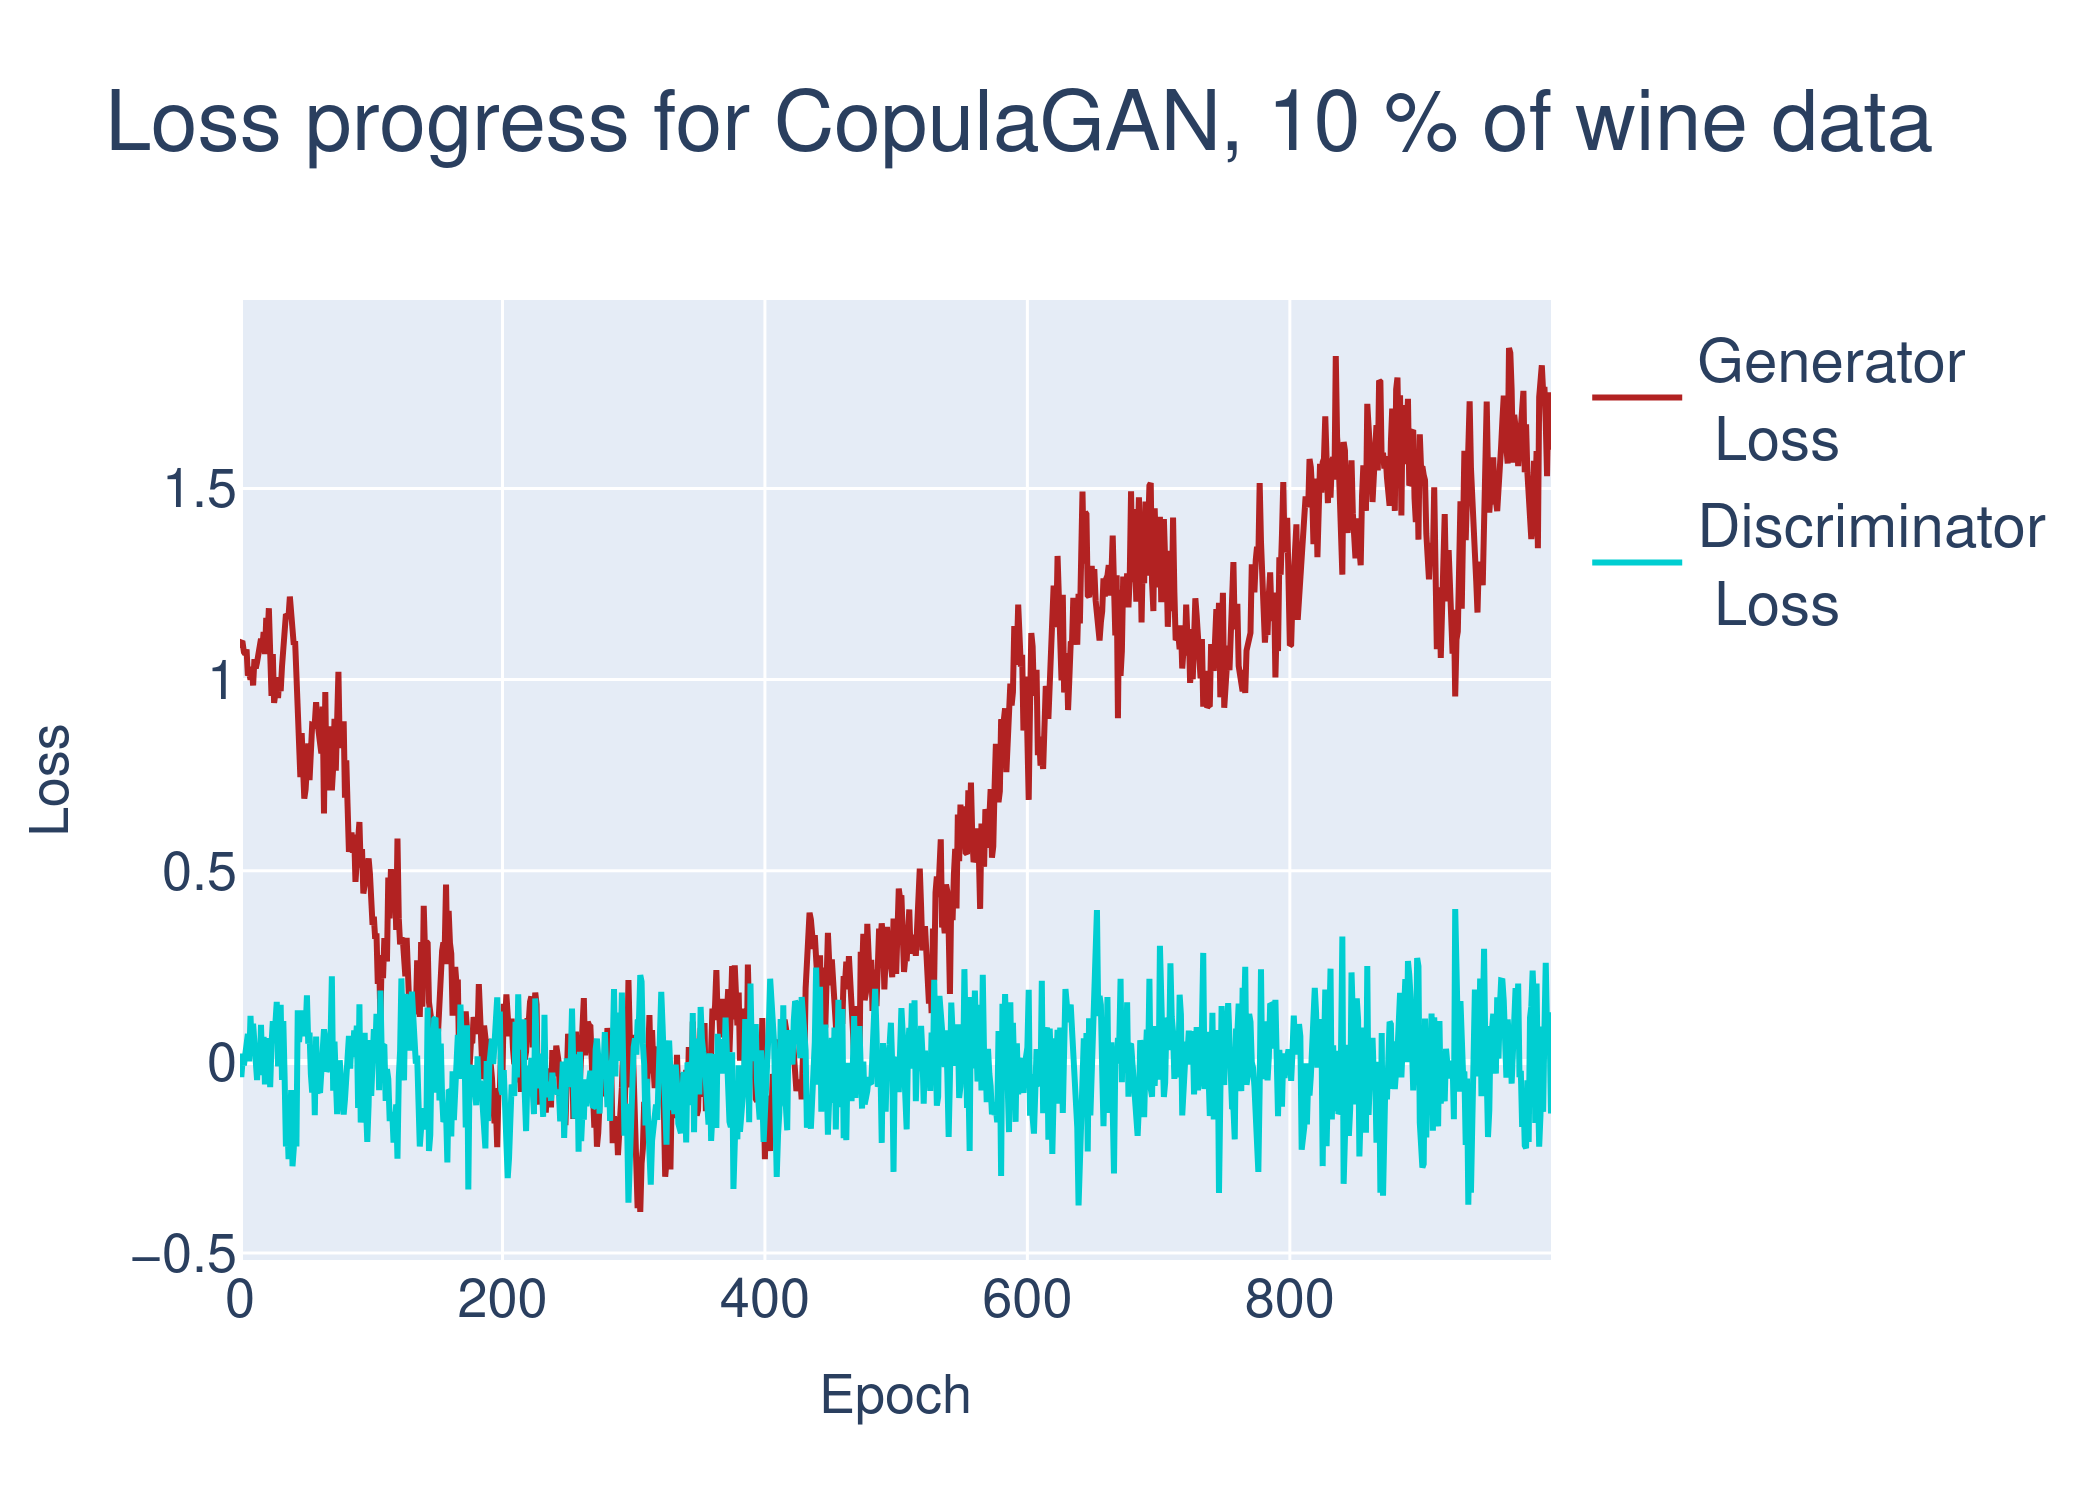 Loss progress for CopulaGAN, 10 % of wine data
Generator
Loss
Discriminator
Loss
Loss
1.5
1
0.5
0
−0.5
0
200
400
600
800
Epoch